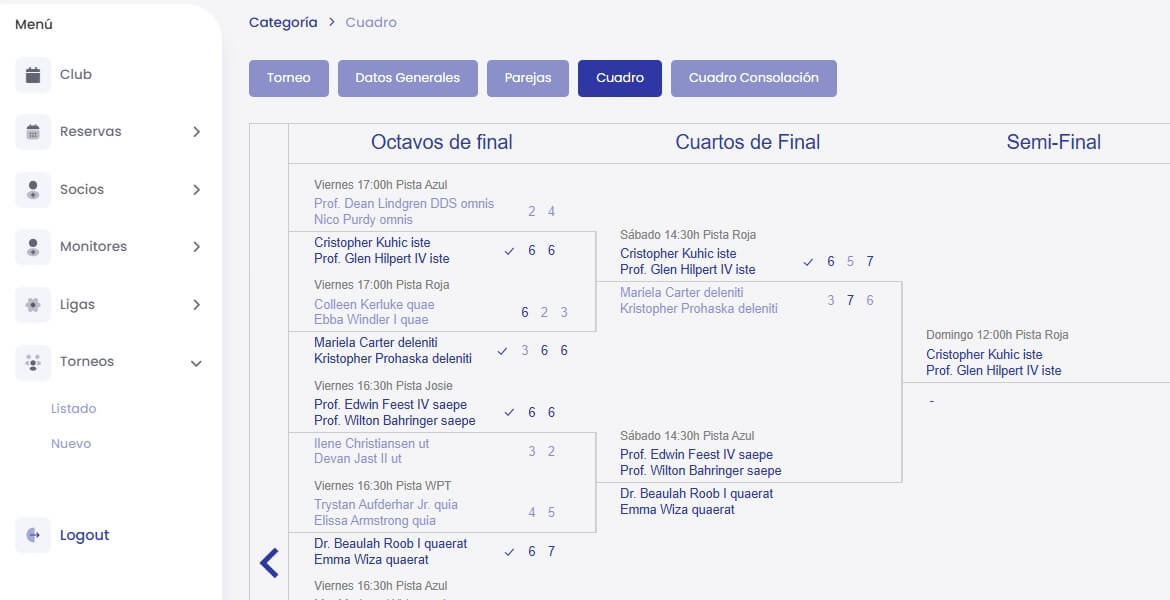 Menú
Club
Reservas
Socios
Monitores
Ligas
Torneos
Listado
Nuevo
Logout
Categoría > Cuadro
Torneo Datos Generales Parejas Cuadro Cuadro Consolación
Octavos de final
Viernes 17:00h Pista Azul
Prof. Dean Lindgren DDS omnis
Nico Purdy omnis
2 4
Cristopher Kuhic iste
Prof. Glen Hilpert IV iste
✓ 6 6
Viernes 17:00h Pista Roja
Colleen Kerluke quae
Ebba Windler I quae
6 2 3
Mariela Carter deleniti
Kristopher Prohaska deleniti
✓ 3 6 6
Viernes 16:30h Pista Josie
Prof. Edwin Feest IV saepe
Prof. Wilton Bahringer saepe
✓ 6 6
Ilene Christiansen ut
Devan Jast II ut
3 2
Viernes 16:30h Pista WPT
Trystan Aufderhar Jr. quia
Elissa Armstrong quia
4 5
Dr. Beaulah Roob I quaerat
Emma Wiza quaerat
✓ 6 7
Viernes 16:30h Pista Azul
Cuartos de Final
Sábado 14:30h Pista Roja
Cristopher Kuhic iste
Prof. Glen Hilpert IV iste
✓ 6 5 7
Mariela Carter deleniti
Kristopher Prohaska deleniti
3 7 6
Sábado 14:30h Pista Azul
Prof. Edwin Feest IV saepe
Prof. Wilton Bahringer saepe
Dr. Beaulah Roob I quaerat
Emma Wiza quaerat
Semi-Final
Domingo 12:00h Pista Roja
Cristopher Kuhic iste
Prof. Glen Hilpert IV iste
-